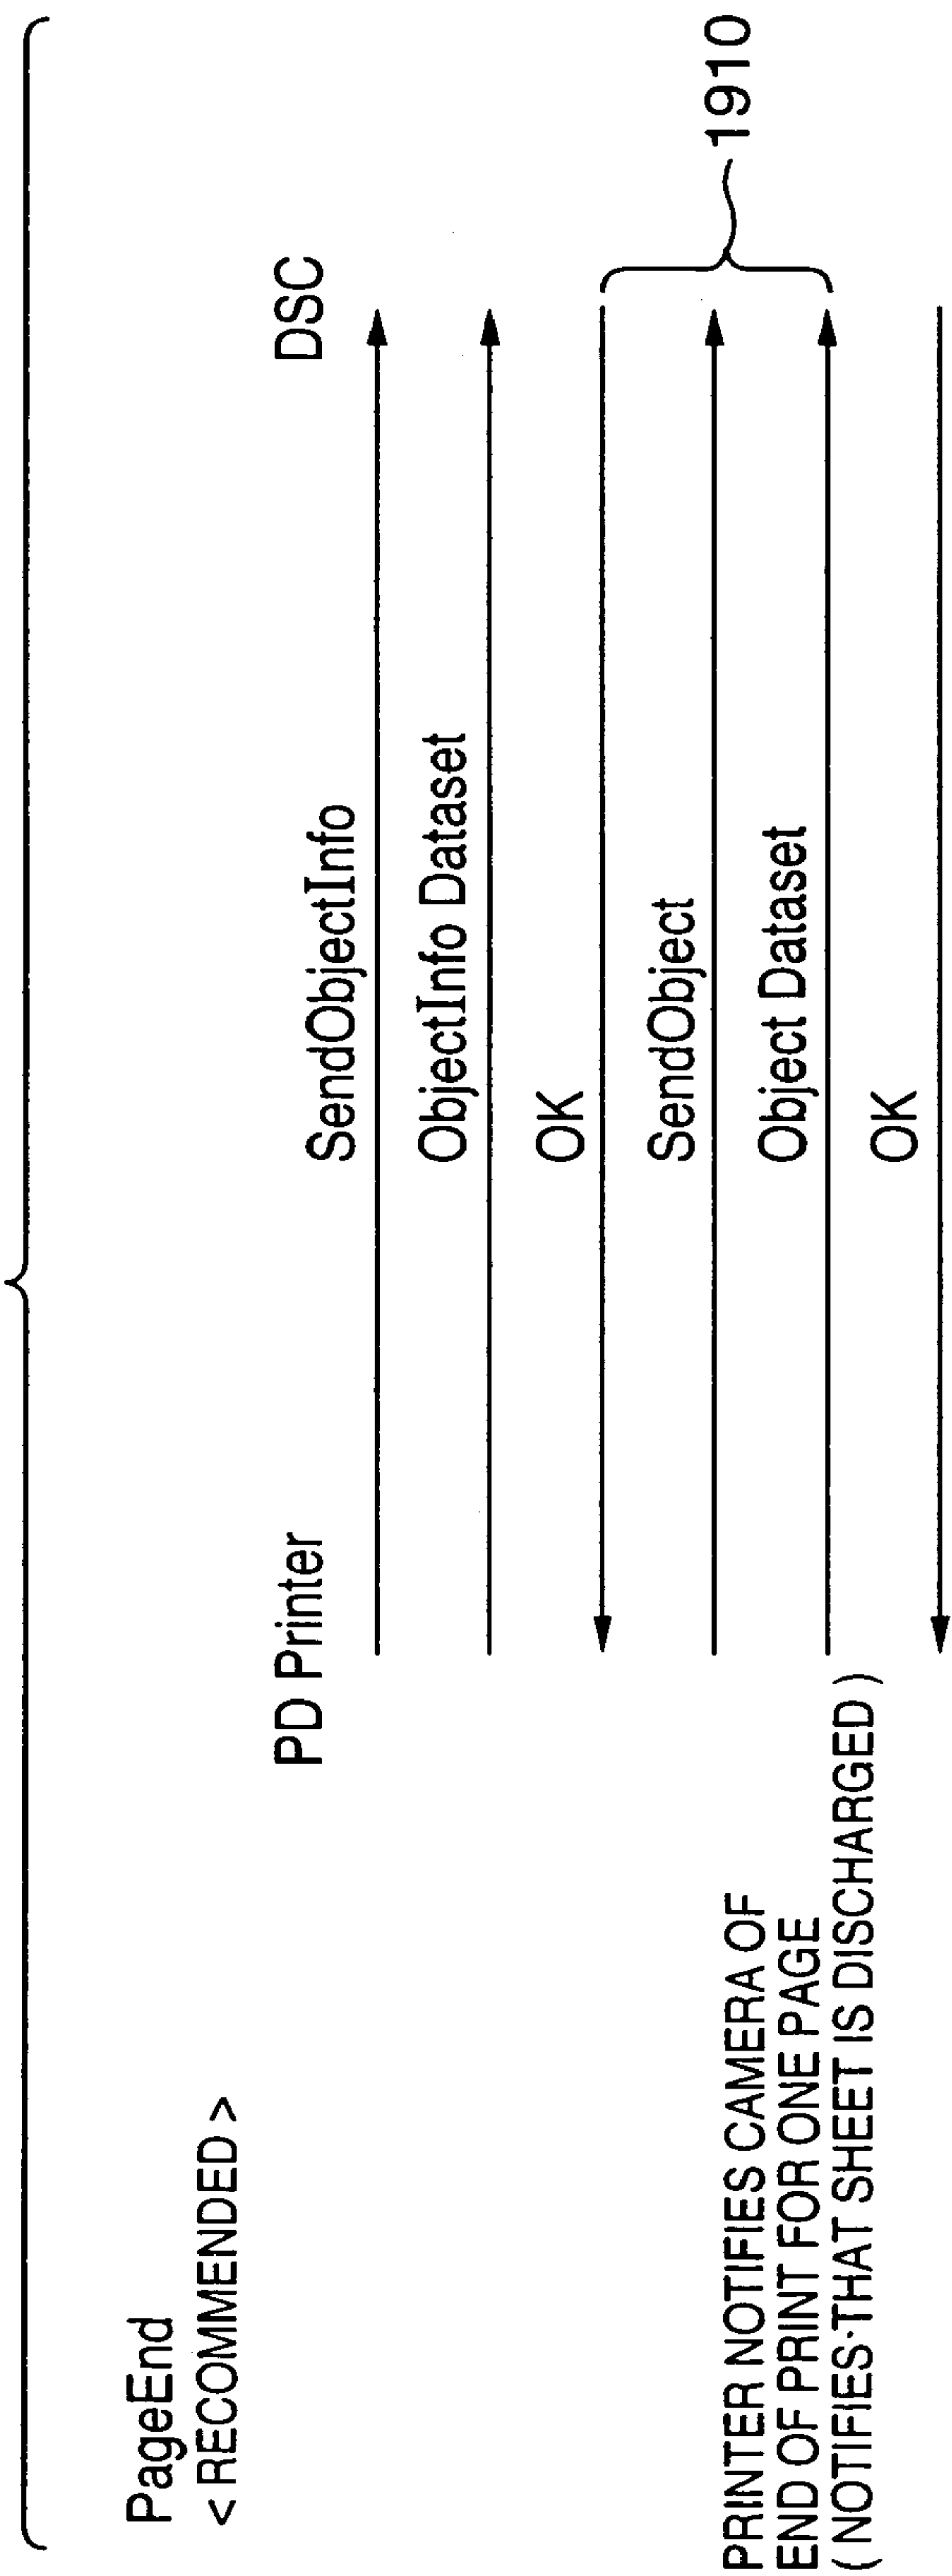 PageEnd
< RECOMMENDED >
PD Printer
DSC
SendObjectInfo
ObjectInfo Dataset
OK
SendObject
Object Dataset
OK
1910
PRINTER NOTIFIES CAMERA OF
END OF PRINT FOR ONE PAGE
( NOTIFIES THAT SHEET IS DISCHARGED )